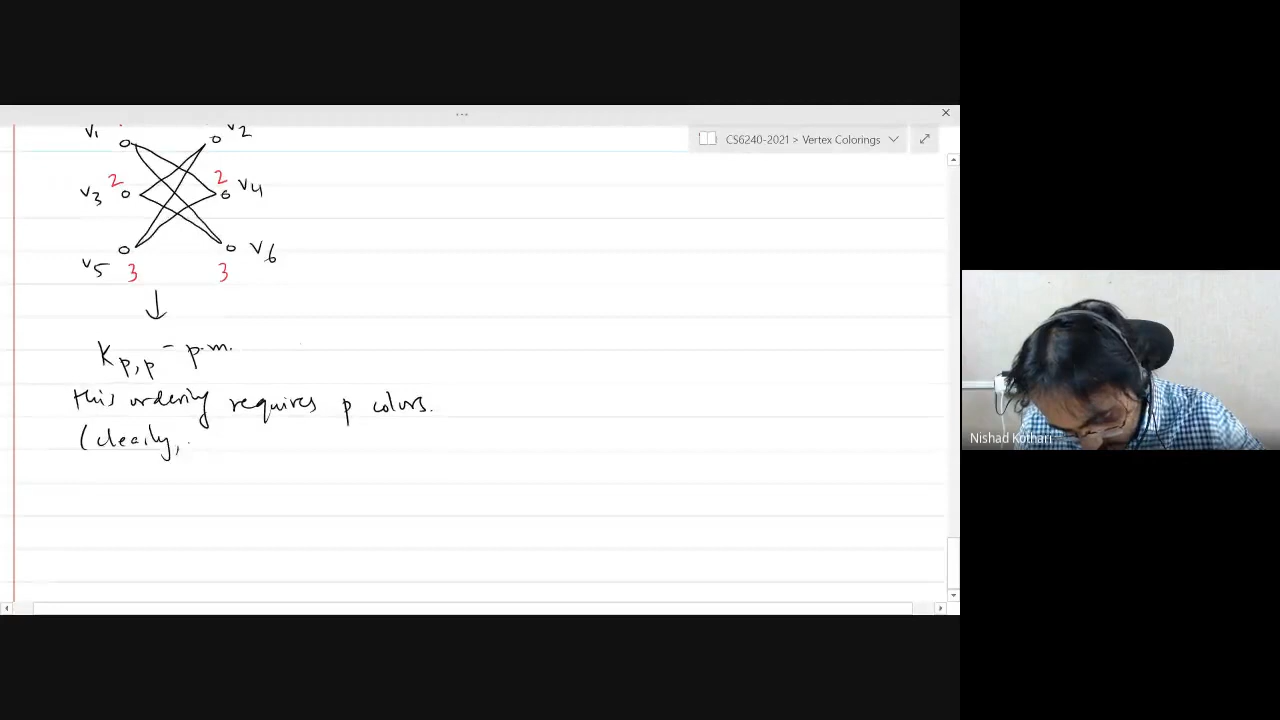 CS6240-2021 > Vertex Colorings
v1 v2
2 2
v3 v4
v5 v6
3 3
↓
Kp,p - p.m.
this ordering requires p colors.
(clearly,
Nishad Kothari